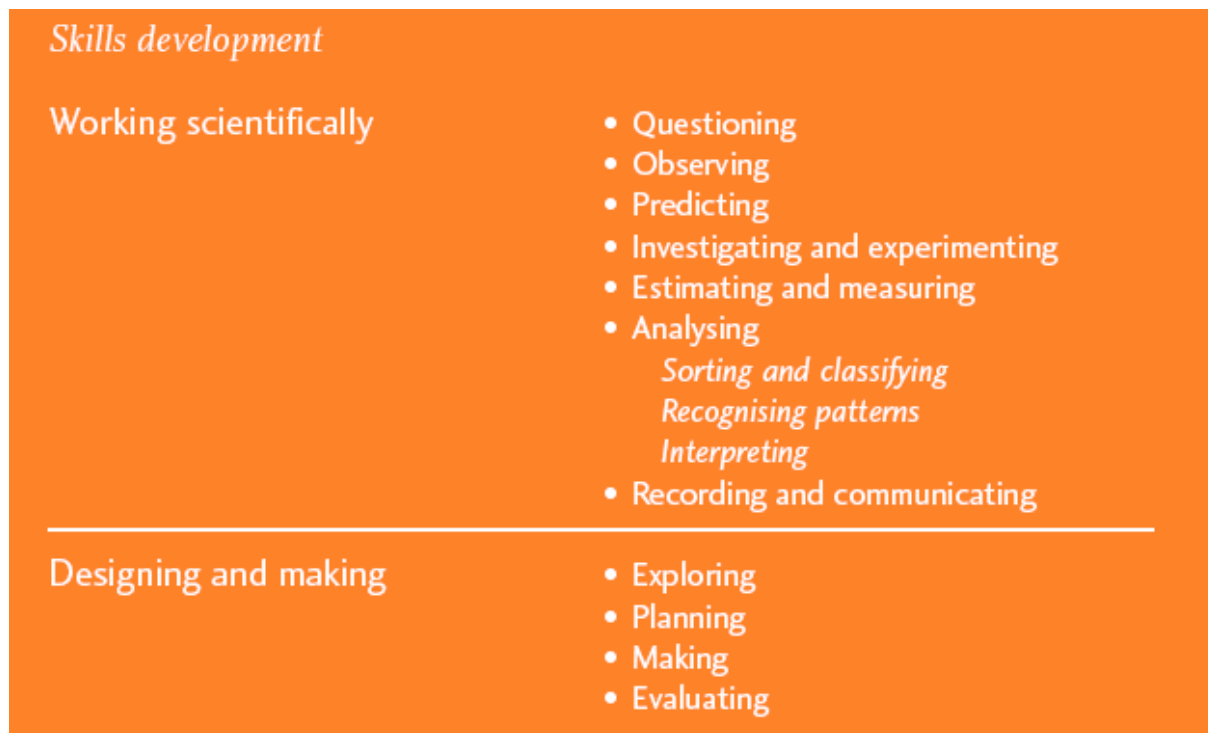 Skills development
Working scientifically
• Questioning
• Observing
• Predicting
• Investigating and experimenting
• Estimating and measuring
• Analysing
Sorting and classifying
Recognising patterns
Interpreting
• Recording and communicating
Designing and making
• Exploring
• Planning
• Making
• Evaluating